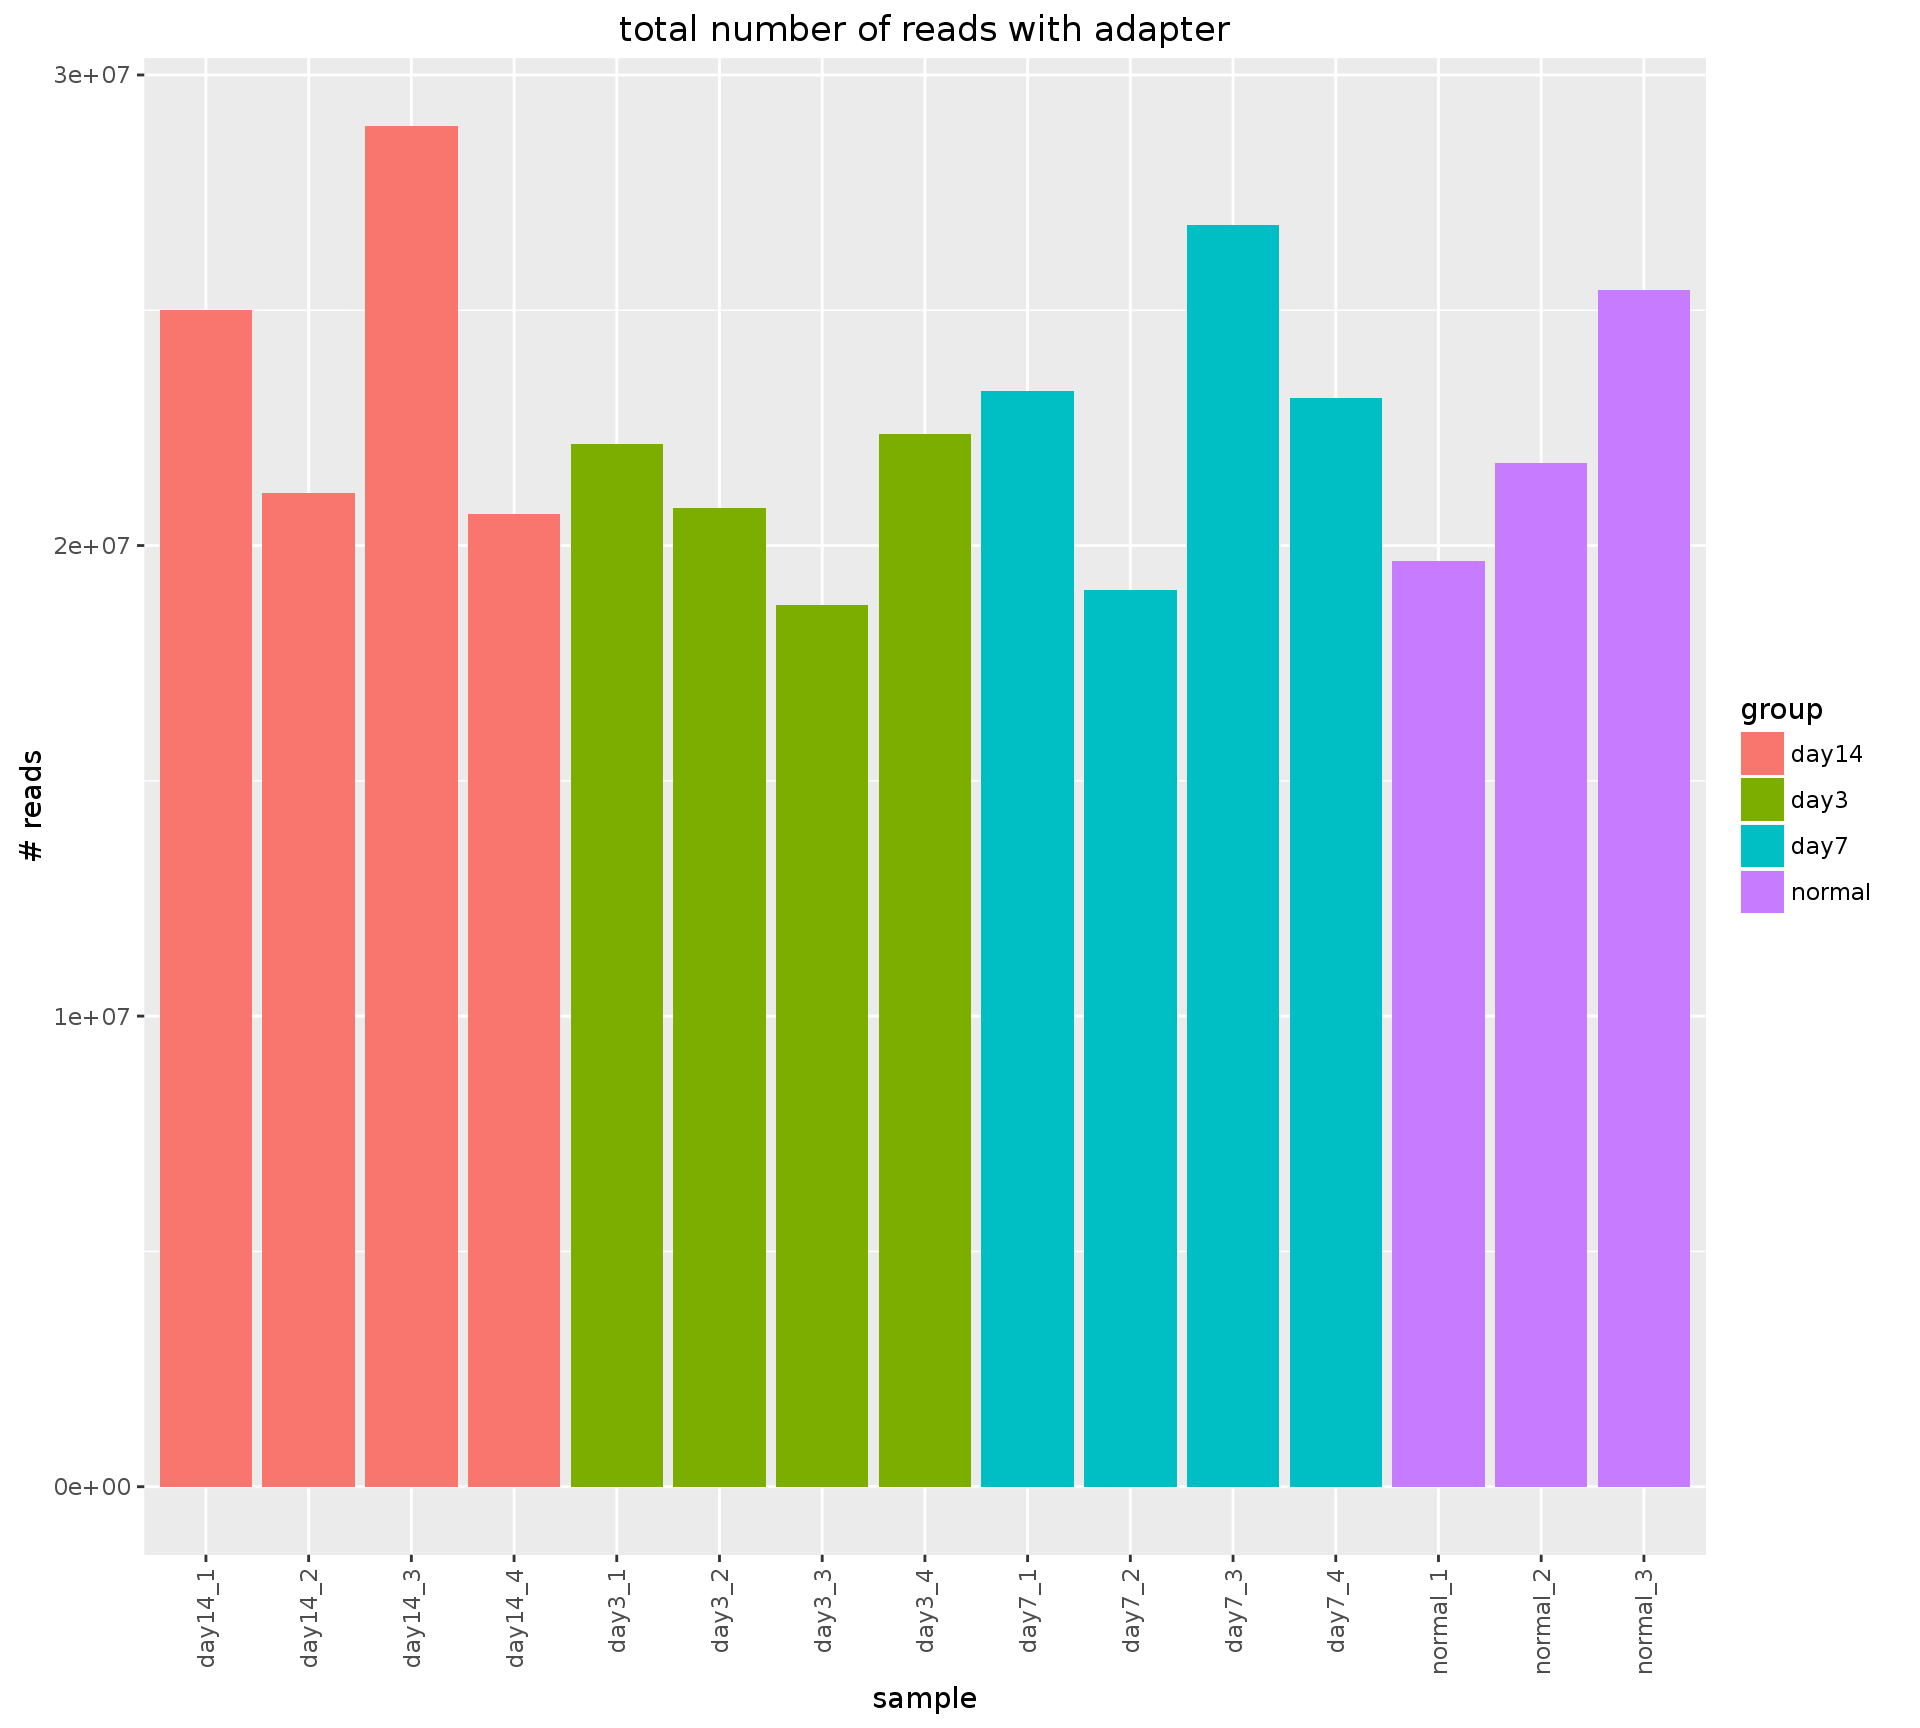 total number of reads with adapter
3e+07
2e+07
1e+07
0e+00
# reads
day14_1
day14_2
day14_3
day14_4
day3_1
day3_2
day3_3
day3_4
day7_1
day7_2
day7_3
day7_4
normal_1
normal_2
normal_3
sample
group
day14
day3
day7
normal